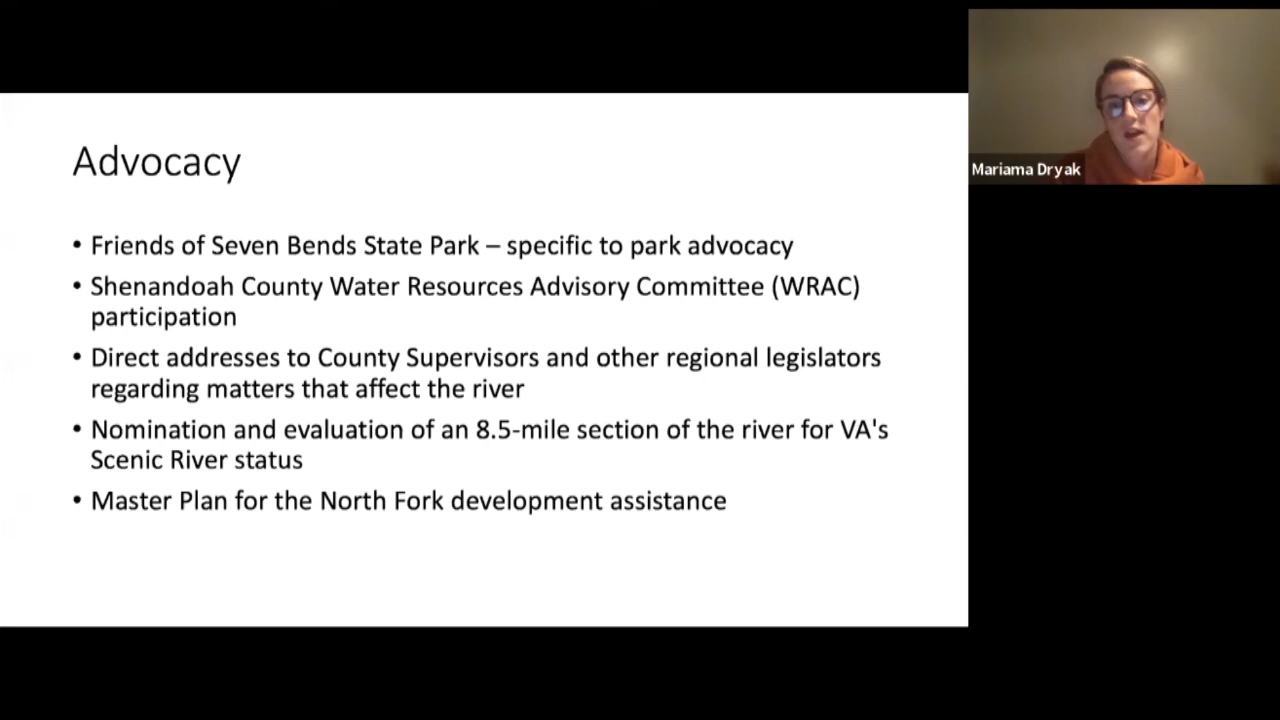 Advocacy
• Friends of Seven Bends State Park – specific to park advocacy
• Shenandoah County Water Resources Advisory Committee (WRAC)
participation
• Direct addresses to County Supervisors and other regional legislators
regarding matters that affect the river
• Nomination and evaluation of an 8.5-mile section of the river for VA's
Scenic River status
• Master Plan for the North Fork development assistance
Mariama Dryak